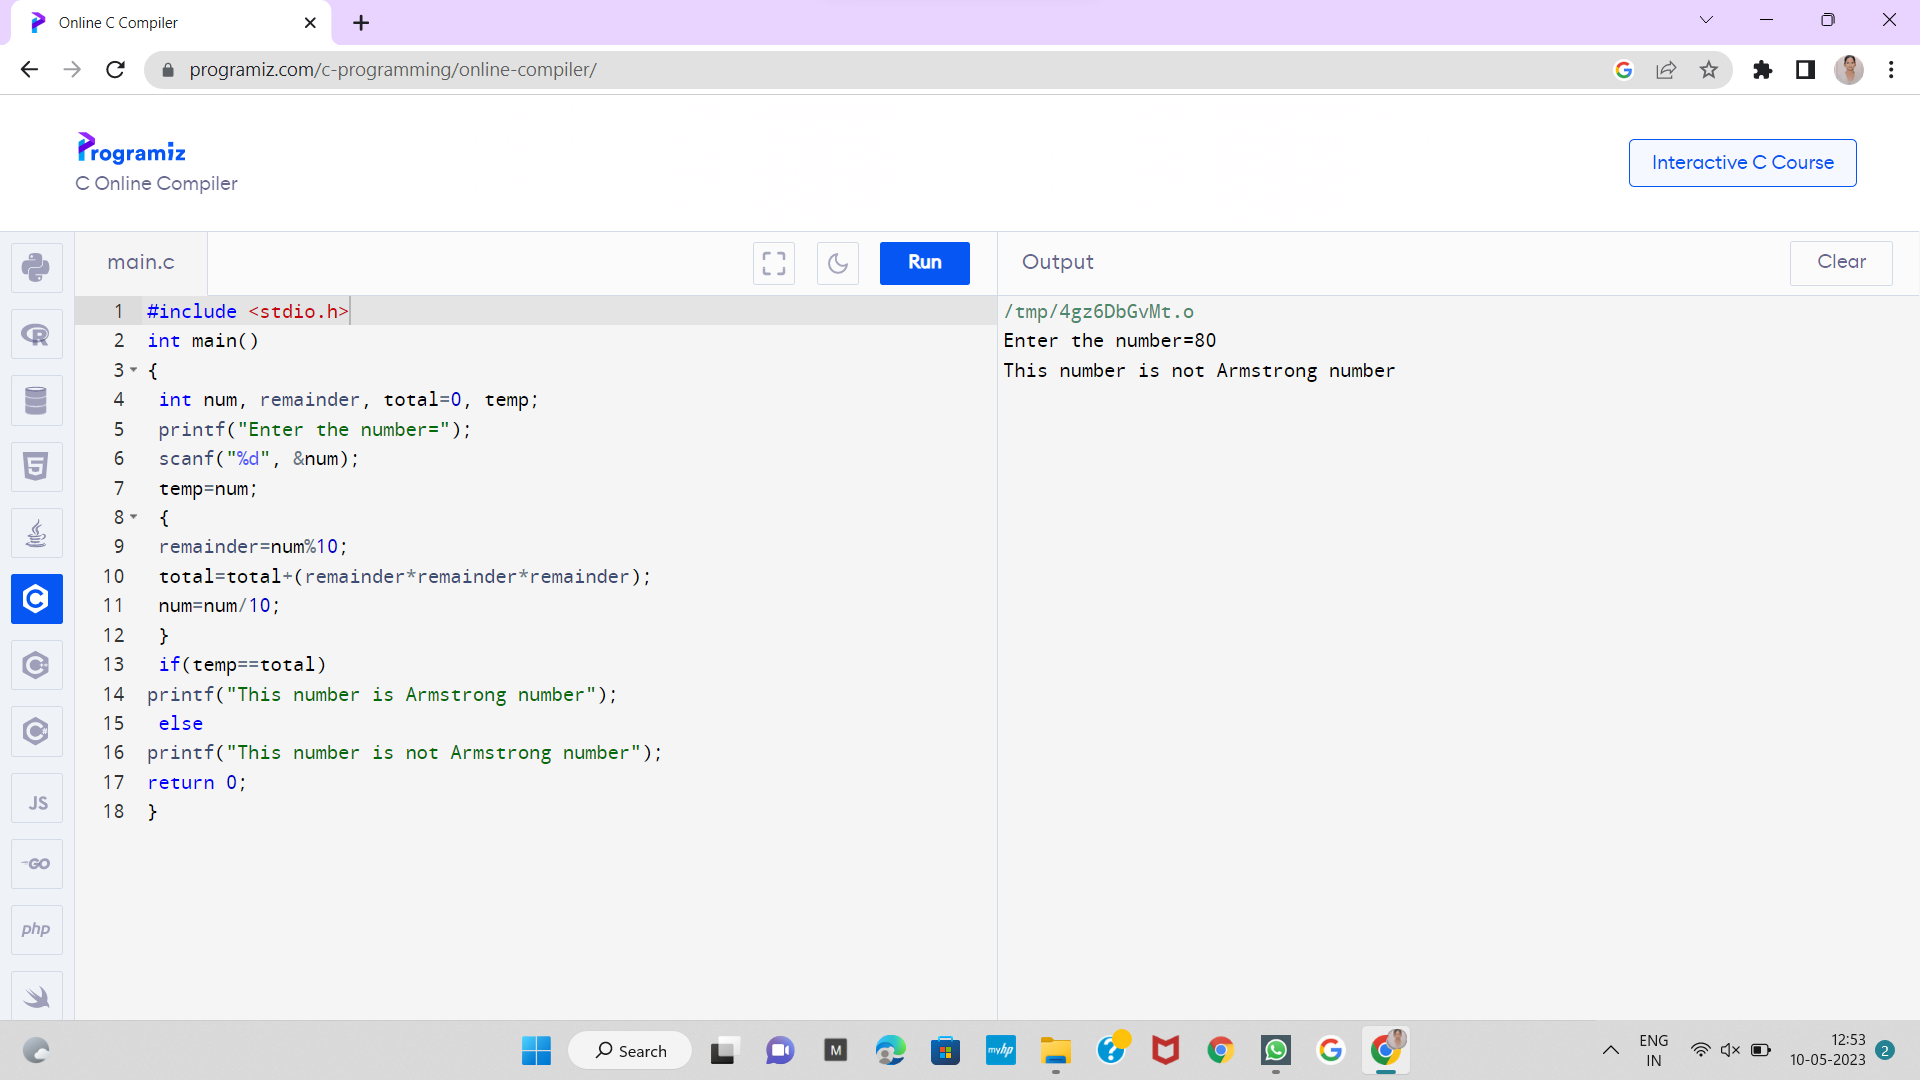 Online C Compiler
programiz.com/c-programming/online-compiler/
Programiz
C Online Compiler
Interactive C Course
main.c
Run
Output
Clear
1 #include <stdio.h>
2 int main()
3 {
4 int num, remainder, total=0, temp;
5 printf("Enter the number=");
6 scanf("%d", &num);
7 temp=num;
8 {
9 remainder=num%10;
10 total=total+(remainder*remainder*remainder);
11 num=num/10;
12 }
13 if(temp==total)
14 printf("This number is Armstrong number");
15 else
16 printf("This number is not Armstrong number");
17 return 0;
18 }
/tmp/4gz6DbGvMt.o
Enter the number=80
This number is not Armstrong number
JS
GO
php
Search
M
myhp
ENG
IN
12:53
10-05-2023
2